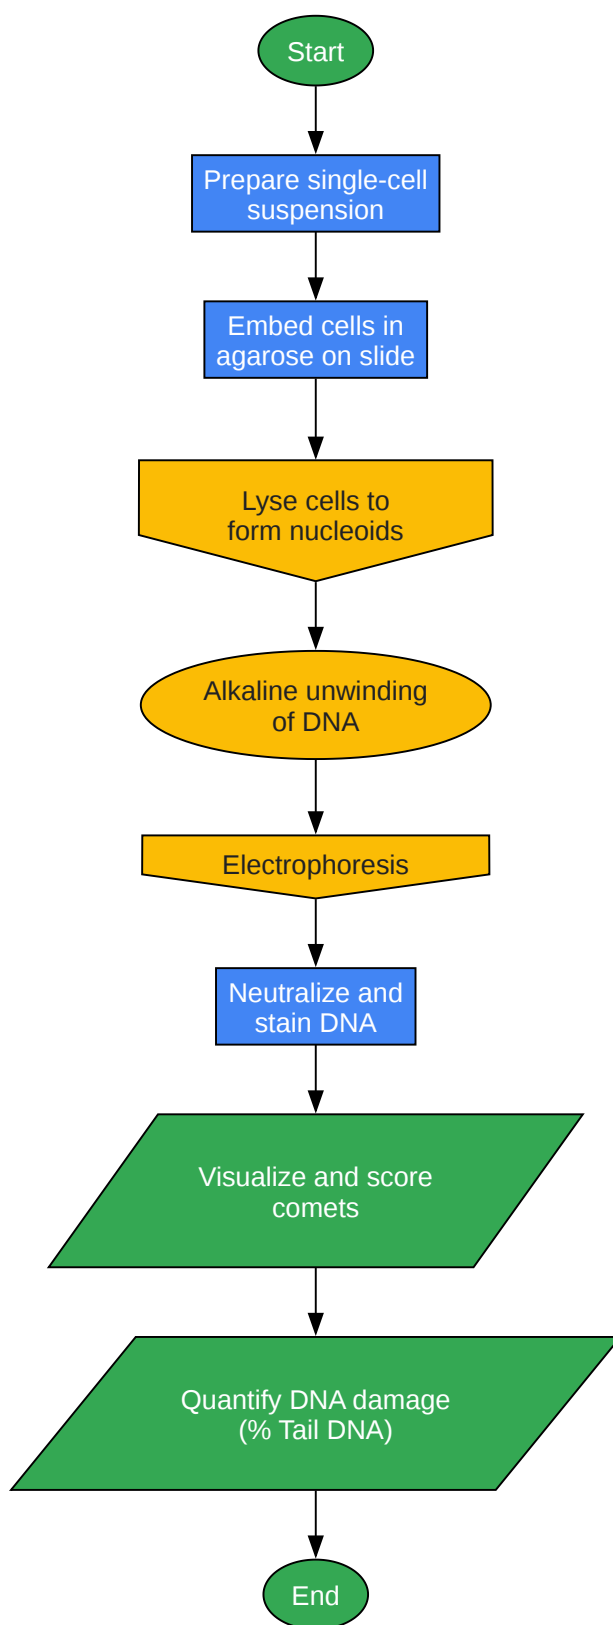 Start
Prepare single-cell
suspension
Embed cells in
agarose on slide
Lyse cells to
form nucleoids
Alkaline unwinding
of DNA
Electrophoresis
Neutralize and
stain DNA
Visualize and score
comets
Quantify DNA damage
(% Tail DNA)
End